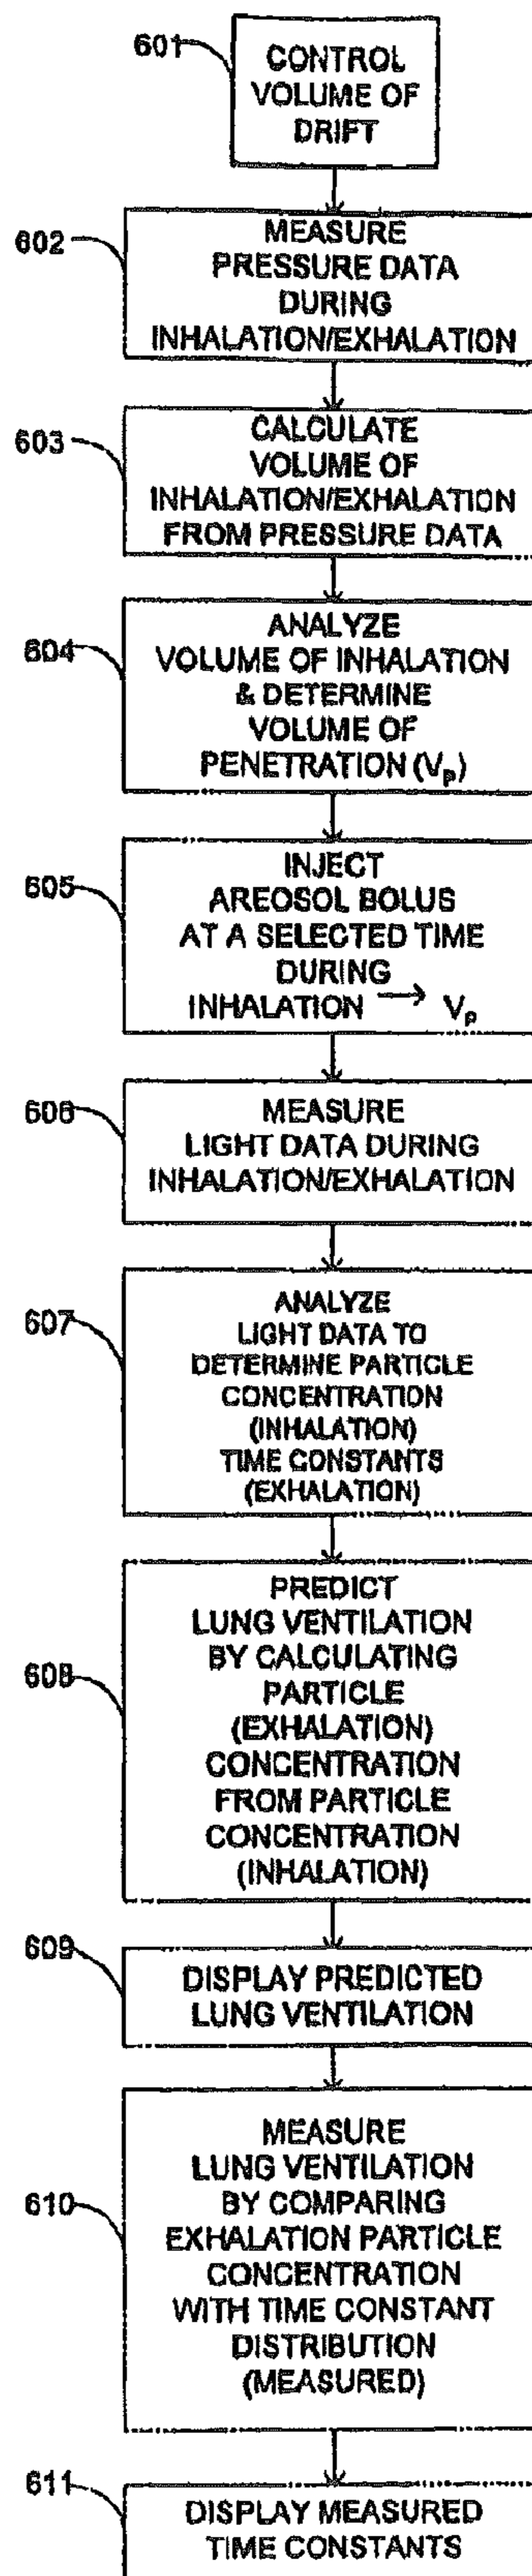 601
CONTROL
VOLUME OF
DRIFT
602
MEASURE
PRESSURE DATA
DURING
INHALATION/EXHALATION
603
CALCULATE
VOLUME OF
INHALATION/EXHALATION
FROM PRESSURE DATA
604
ANALYZE
VOLUME OF INHALATION
& DETERMINE
VOLUME OF
PENETRATION (Vp)
605
INJECT
AREOSOL BOLUS
AT A SELECTED TIME
DURING
INHALATION → Vp
606
MEASURE
LIGHT DATA DURING
INHALATION/EXHALATION
607
ANALYZE
LIGHT DATA TO
DETERMINE PARTICLE
CONCENTRATION
(INHALATION)
TIME CONSTANTS
(EXHALATION)
608
PREDICT
LUNG VENTILATION
BY CALCULATING
PARTICLE
(EXHALATION)
CONCENTRATION
FROM PARTICLE
CONCENTRATION
(INHALATION)
609
DISPLAY PREDICTED
LUNG VENTILATION
610
MEASURE
LUNG VENTILATION
BY COMPARING
EXHALATION PARTICLE
CONCENTRATION
WITH TIME CONSTANT
DISTRIBUTION
(MEASURED)
611
DISPLAY MEASURED
TIME CONSTANTS